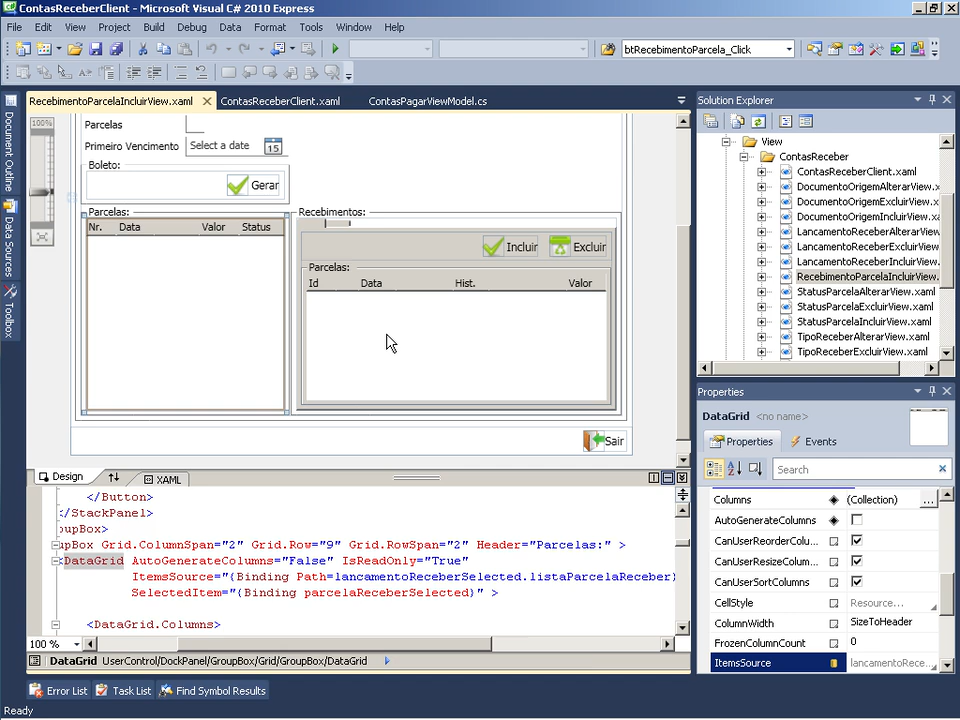 ContasReceberClient - Microsoft Visual C# 2010 Express
File Edit View Project Build Debug Data Format Tools Window Help
btRecebimentoParcela_Click
RecebimentoParcelaIncluirView.xaml ContasReceberClient.xaml ContasPagarViewModel.cs
Document Outline
Data Sources
Toolbox
100%
Parcelas
Primeiro Vencimento Select a date 15
Boleto:
Gerar
Parcelas:
Nr. Data Valor Status
Recebimentos:
Incluir Excluir
Parcelas:
Id Data Hist. Valor
Sair
Design XAML
</Button>
</StackPanel>
oupBox>
upBox Grid.ColumnSpan="2" Grid.Row="9" Grid.RowSpan="2" Header="Parcelas:" >
<DataGrid AutoGenerateColumns="False" IsReadOnly="True"
ItemsSource="{Binding Path=lancamentoReceberSelected.listaParcelaReceber}
SelectedItem="{Binding parcelaReceberSelected}" >
<DataGrid.Columns>
100 %
DataGrid UserControl/DockPanel/GroupBox/Grid/GroupBox/DataGrid
Error List Task List Find Symbol Results
Ready
Solution Explorer
View
ContasReceber
ContasReceberClient.xaml
DocumentoOrigemAlterarView.x
DocumentoOrigemExcluirView.x
DocumentoOrigemIncluirView.xa
LancamentoReceberAlterarView
LancamentoReceberExcluirView
LancamentoReceberIncluirView.
RecebimentoParcelaIncluirView.
StatusParcelaAlterarView.xaml
StatusParcelaExcluirView.xaml
StatusParcelaIncluirView.xaml
TipoReceberAlterarView.xaml
TipoReceberExcluirView.xaml
Properties
DataGrid <no name>
Properties Events
Search
Columns (Collection) ...
AutoGenerateColumns
CanUserReorderColu...
CanUserResizeColum...
CanUserSortColumns
CellStyle Resource...
ColumnWidth SizeToHeader
FrozenColumnCount 0
ItemsSource lancamentoRece...